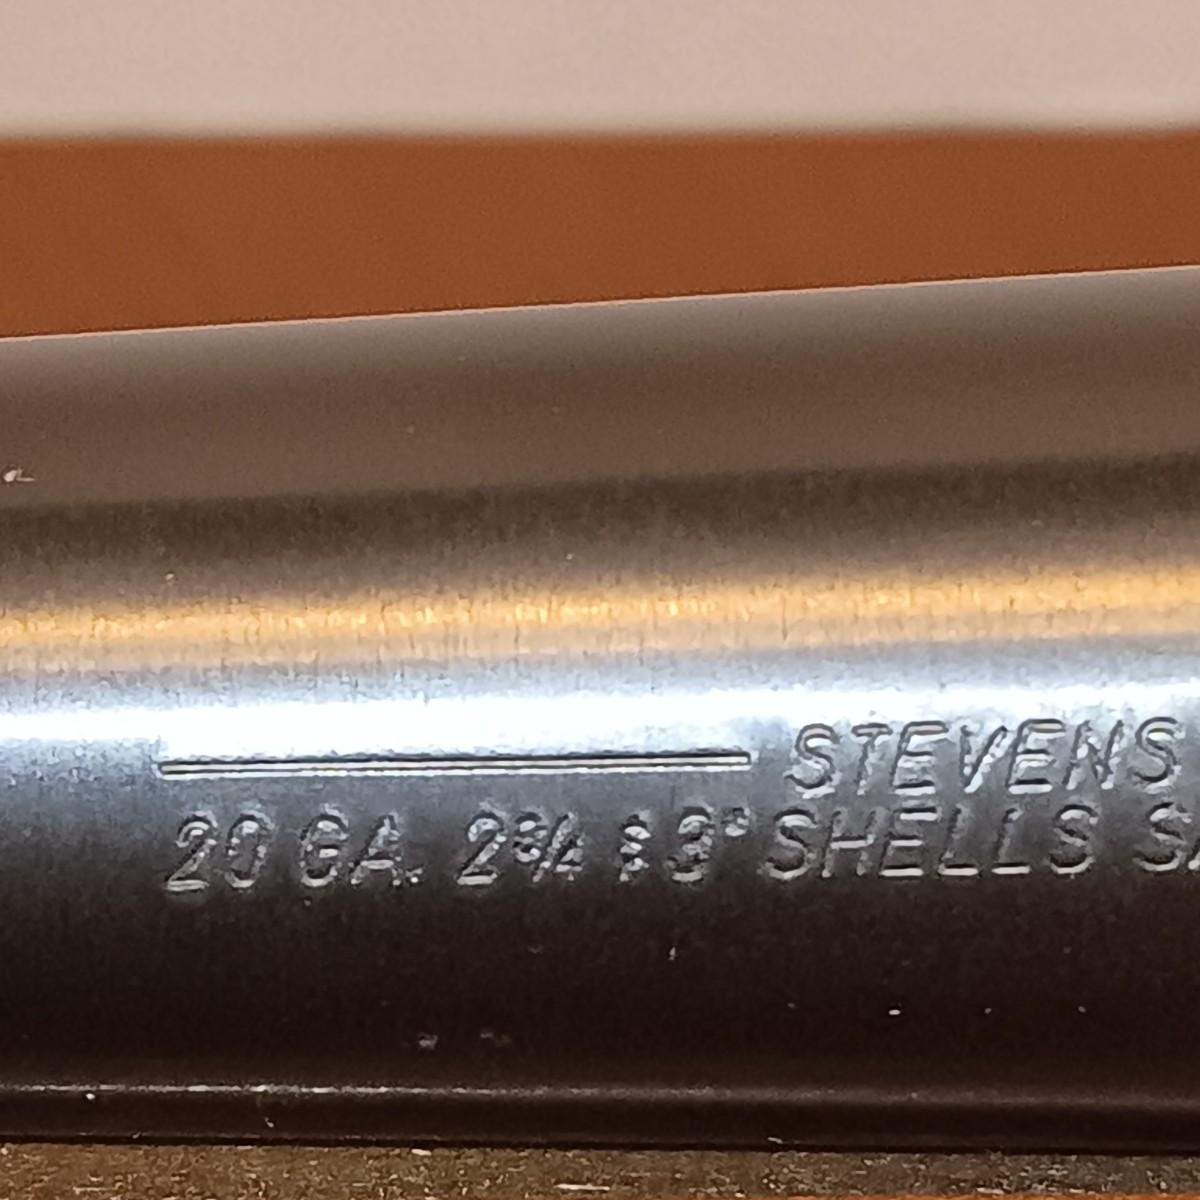 STEVENS
20 GA. 2¾ & 3" SHELLS